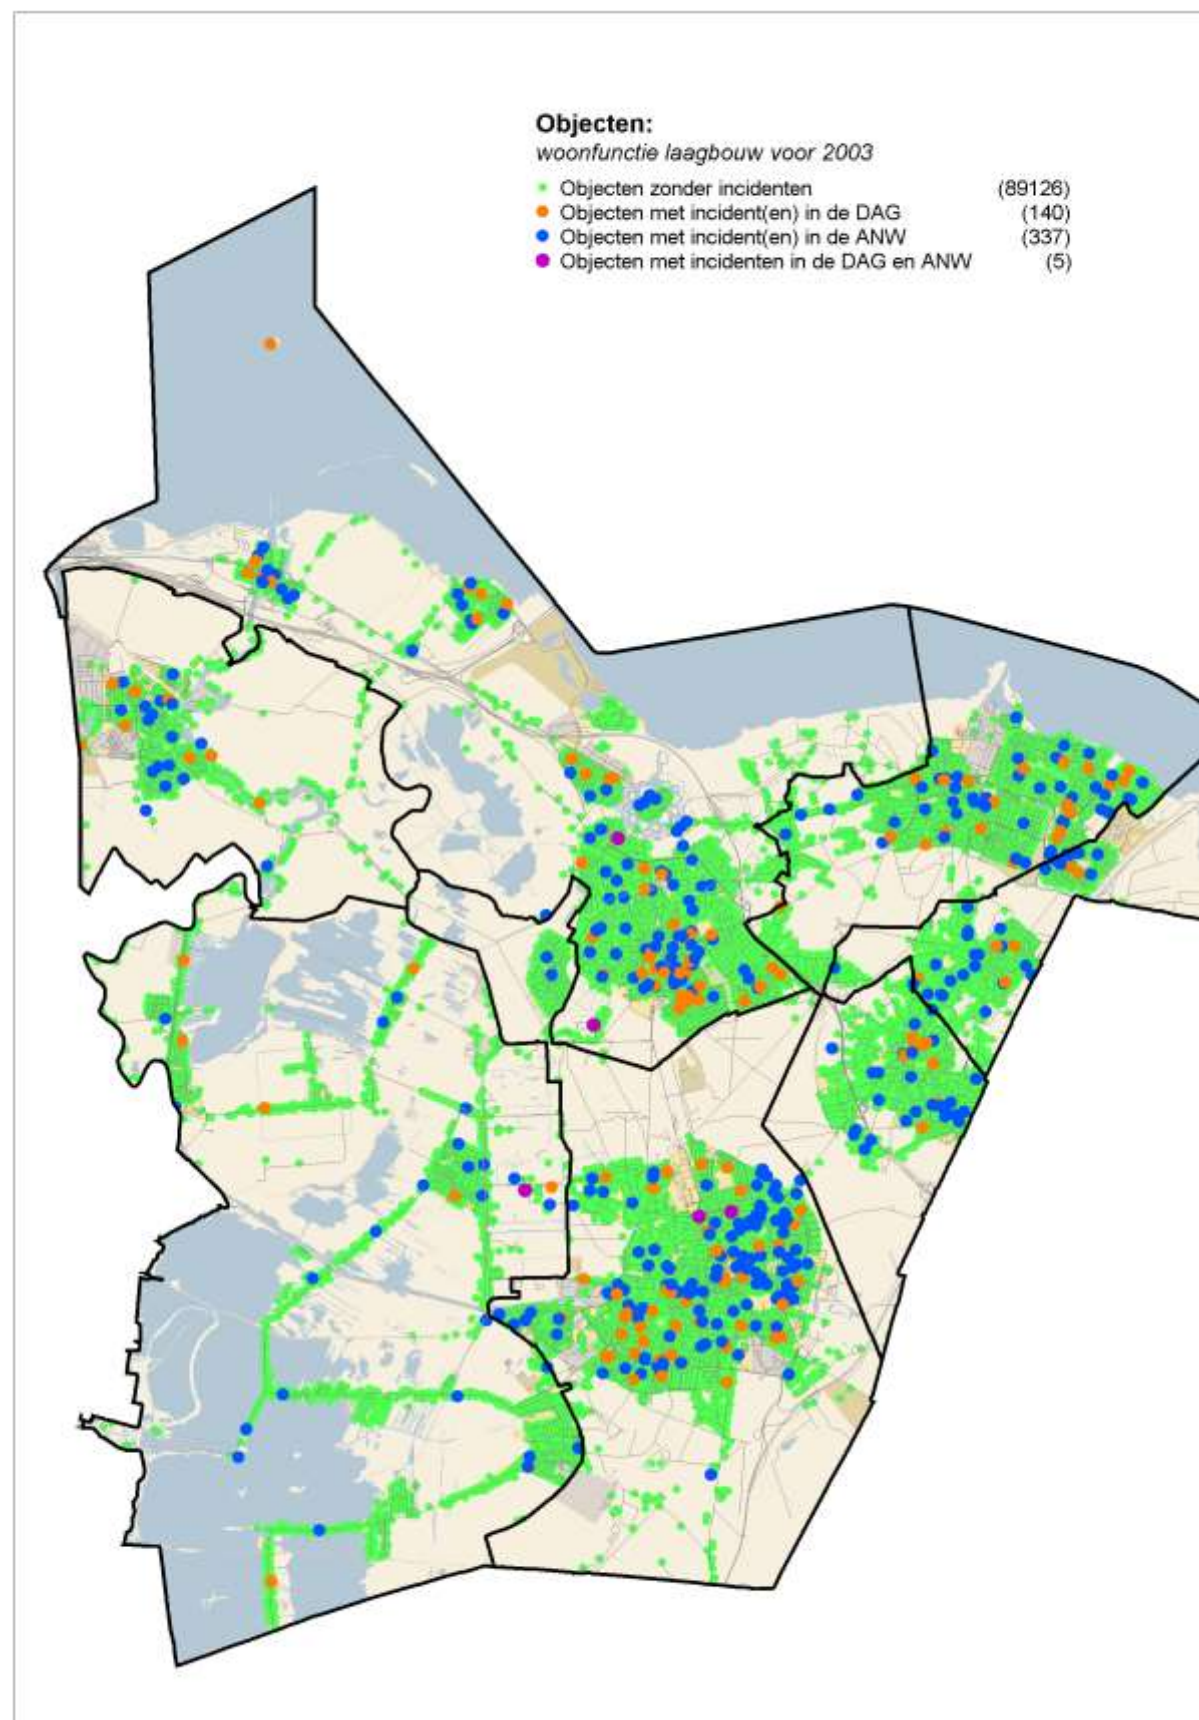 Objecten:
woonfunctie laagbouw voor 2003
Objecten zonder incidenten (89126)
Objecten met incident(en) in de DAG (140)
Objecten met incident(en) in de ANW (337)
Objecten met incidenten in de DAG en ANW (5)